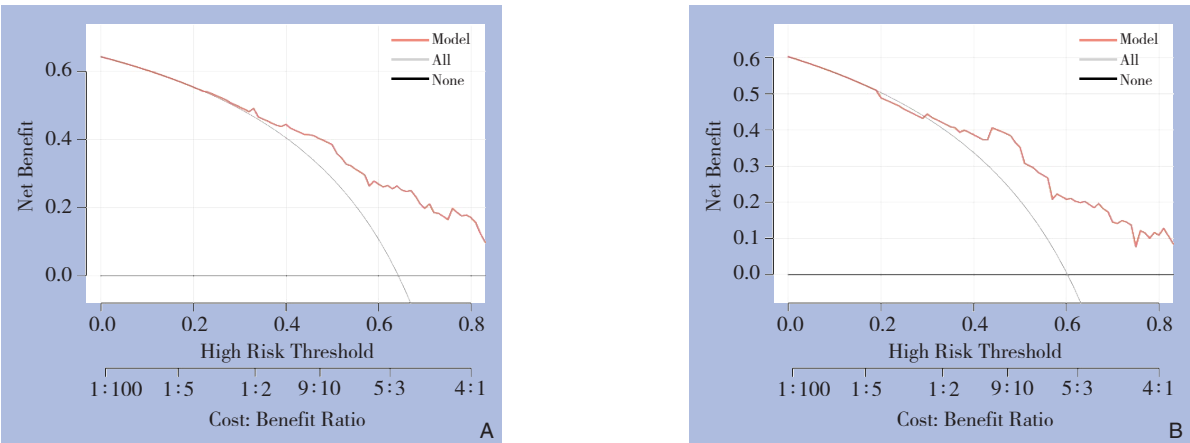 Model
All
None
0.6
0.4
0.2
0.0
Net Benefit
0.0 0.2 0.4 0.6 0.8
High Risk Threshold
1:100 1:5 1:2 9:10 5:3 4:1
Cost: Benefit Ratio
A
Model
All
None
0.6
0.5
0.4
0.3
0.2
0.1
0.0
Net Benefit
0.0 0.2 0.4 0.6 0.8
High Risk Threshold
1:100 1:5 1:2 9:10 5:3 4:1
Cost: Benefit Ratio
B